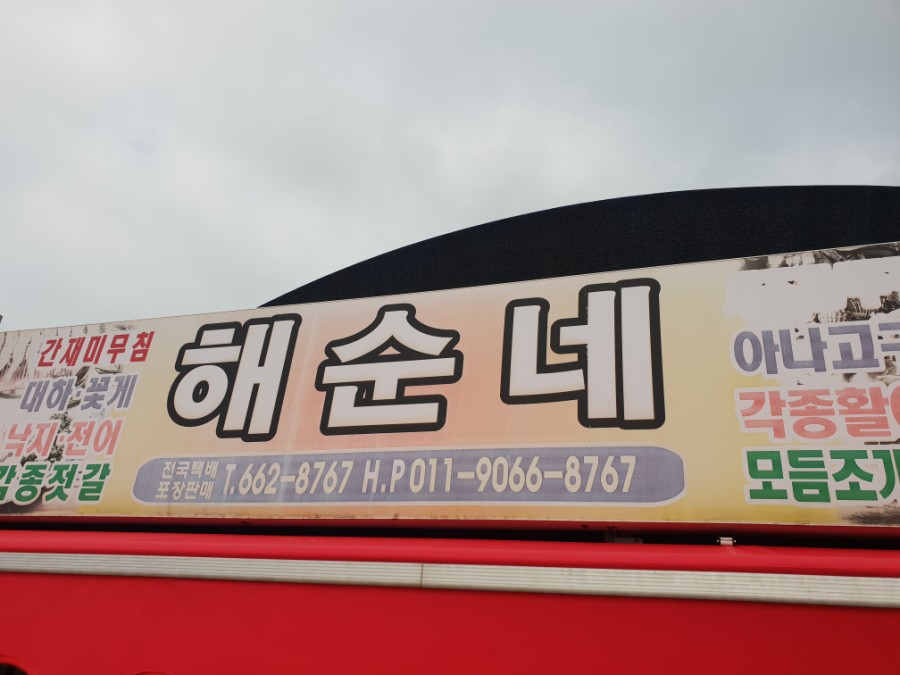 간재미무침
대하·꽃게
낙지·전어
각종젓갈
해순네
전국택배
포장판매
T.662-8767 H.P 011-9066-8767
아나고구
각종활어
모듬조개